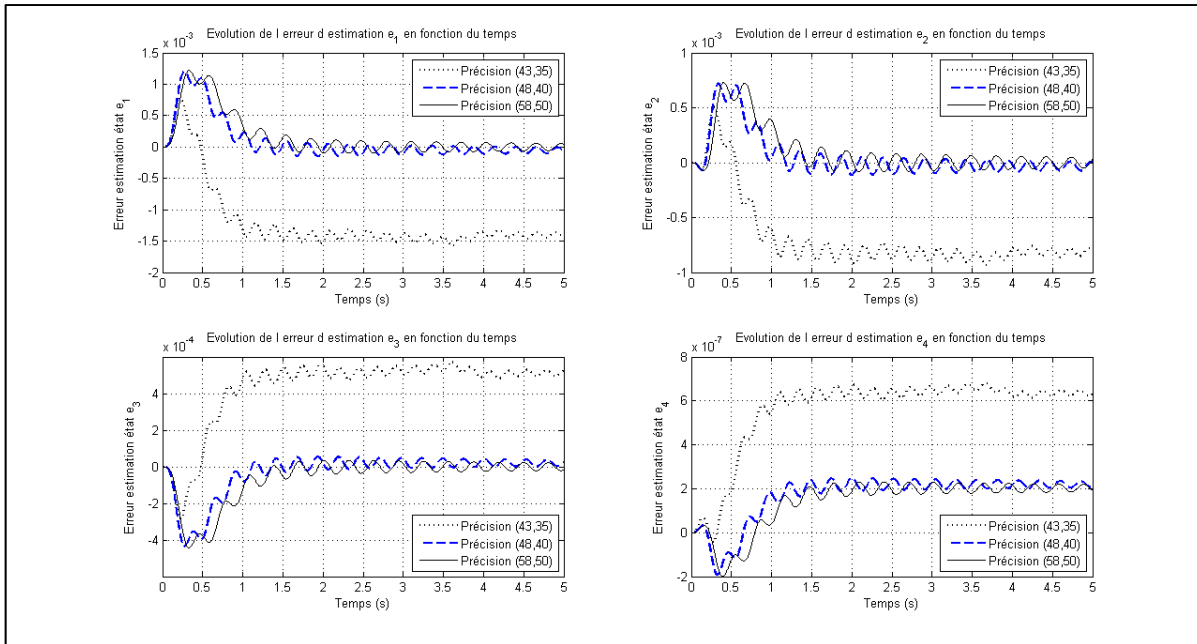 Evolution de l erreur d estimation e1 en fonction du temps
x 10-3
1.5
1
0.5
0
-0.5
-1
-1.5
-2
Erreur estimation état e1
Précision (43,35)
Précision (48,40)
Précision (58,50)
0 0.5 1 1.5 2 2.5 3 3.5 4 4.5 5
Temps (s)
Evolution de l erreur d estimation e2 en fonction du temps
x 10-3
1
0.5
0
-0.5
-1
Erreur estimation état e2
Précision (43,35)
Précision (48,40)
Précision (58,50)
0 0.5 1 1.5 2 2.5 3 3.5 4 4.5 5
Temps (s)
Evolution de l erreur d estimation e3 en fonction du temps
x 10-4
4
2
0
-2
-4
Erreur estimation état e3
Précision (43,35)
Précision (48,40)
Précision (58,50)
0 0.5 1 1.5 2 2.5 3 3.5 4 4.5 5
Temps (s)
Evolution de l erreur d estimation e4 en fonction du temps
x 10-7
8
6
4
2
0
-2
Erreur estimation état e4
Précision (43,35)
Précision (48,40)
Précision (58,50)
0 0.5 1 1.5 2 2.5 3 3.5 4 4.5 5
Temps (s)